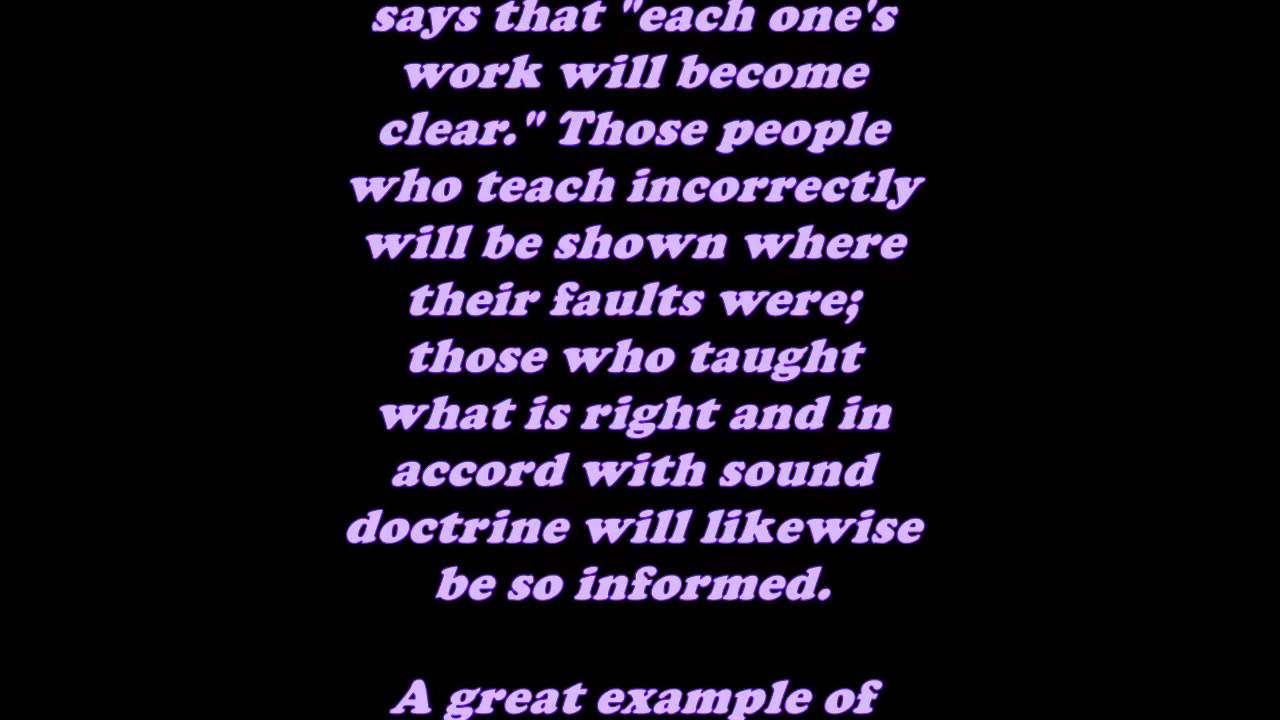 says that "each one's
work will become
clear." Those people
who teach incorrectly
will be shown where
their faults were;
those who taught
what is right and in
accord with sound
doctrine will likewise
be so informed.
A great example of